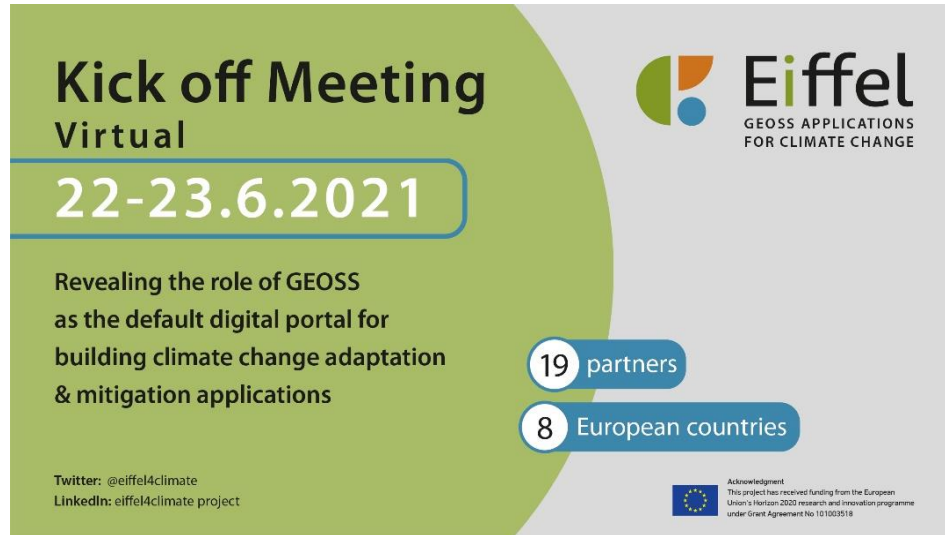 Kick off Meeting
Virtual
22-23.6.2021
Revealing the role of GEOSS
as the default digital portal for
building climate change adaptation
& mitigation applications
Twitter: @eiffel4climate
LinkedIn: eiffel4climate project
Eiffel
GEOSS APPLICATIONS
FOR CLIMATE CHANGE
19 partners
8 European countries
Acknowledgment
This project has received funding from the European
Union's Horizon 2020 research and innovation programme
under Grant Agreement No 101003518